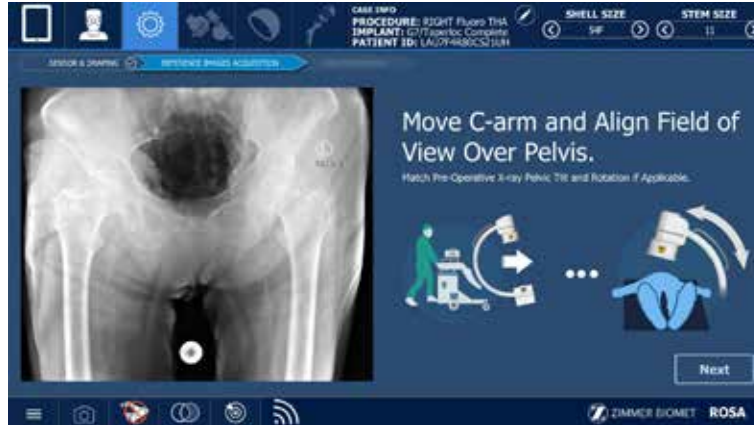 CASE INFO
PROCEDURE: RIGHT Fluoro THA
IMPLANT: G7/Taperloc Complete
SHELL SIZE
54F
STEM SIZE
11
SENSOR & DRAPING
REFERENCE IMAGES ACQUISITION
Move C-arm and Align Field of
View Over Pelvis.
Match Pre-Operative X-ray Pelvic Tilt and Rotation if Applicable.
Next
ZIMMER BIOMET
ROSA